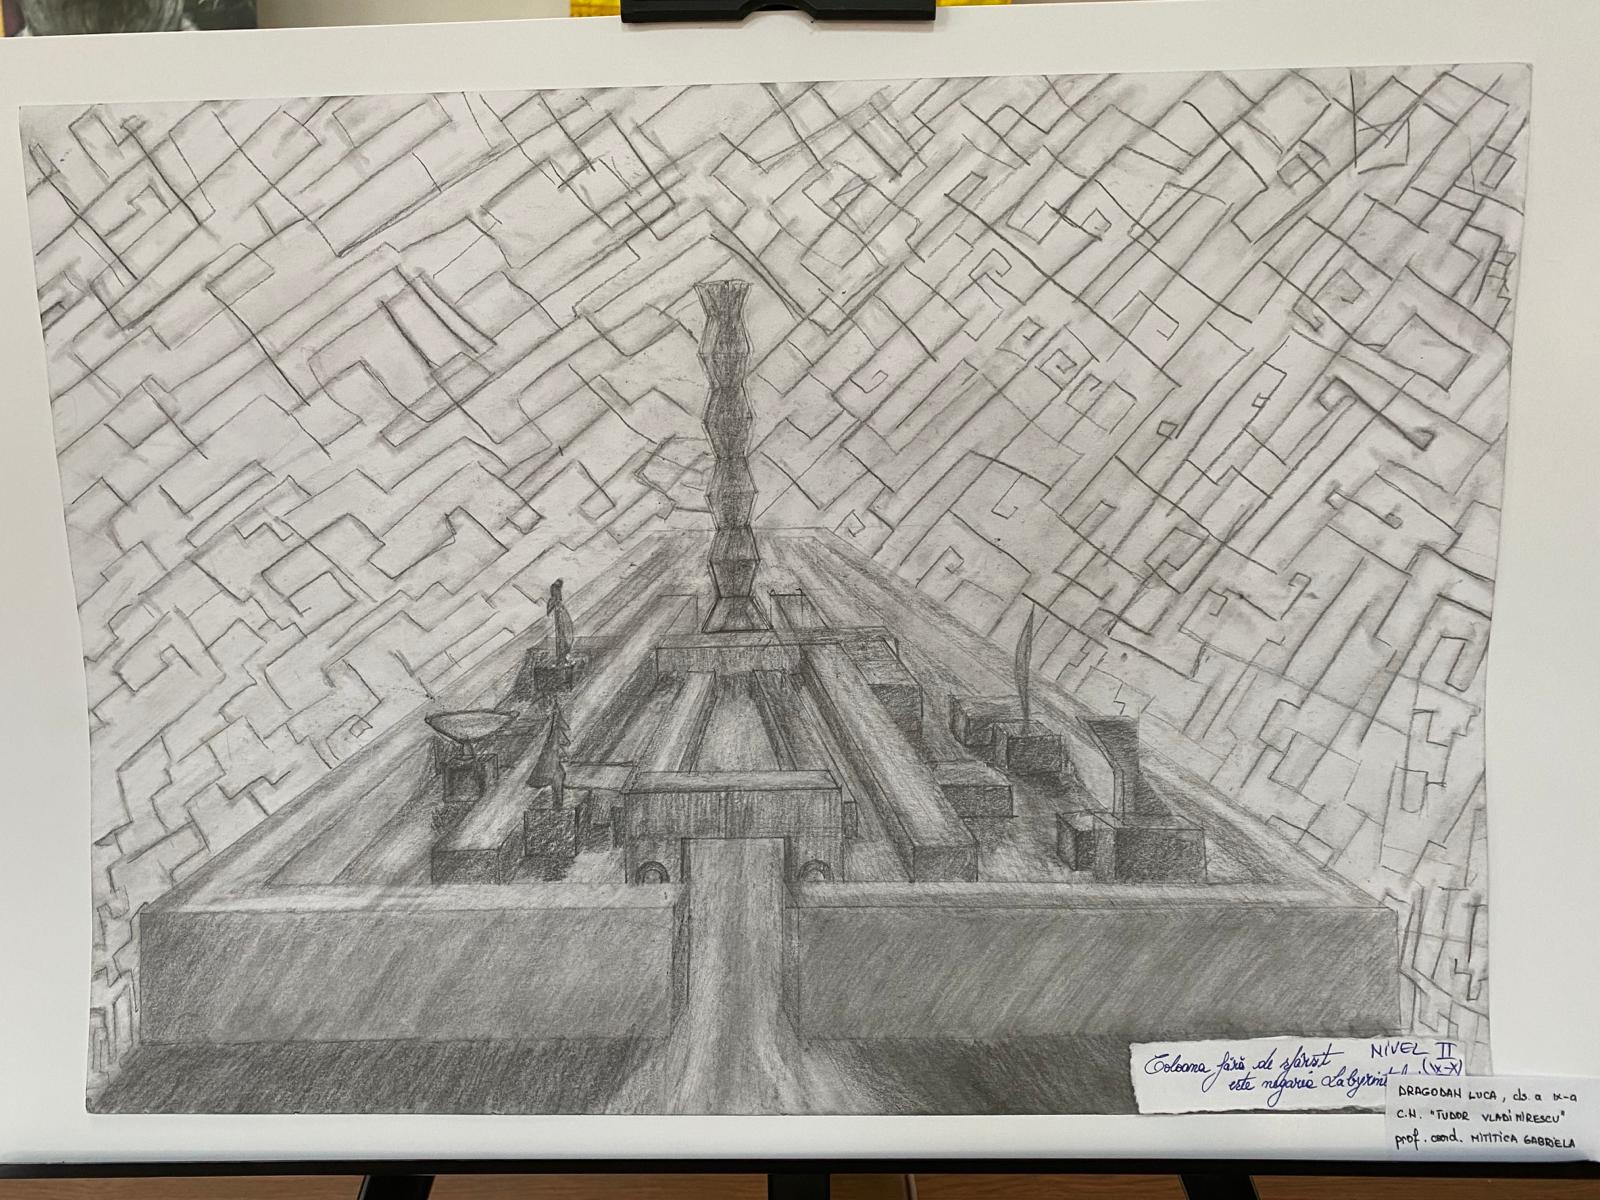 Coloana fără de sfârșit
NIVEL II
(IX-X)
este negarea Labyrint
DRAGODAN LUCA, cls. a IX-a
C.N. "TUDOR VLADIMIRESCU"
prof. coord. MITITICA GABRIELA